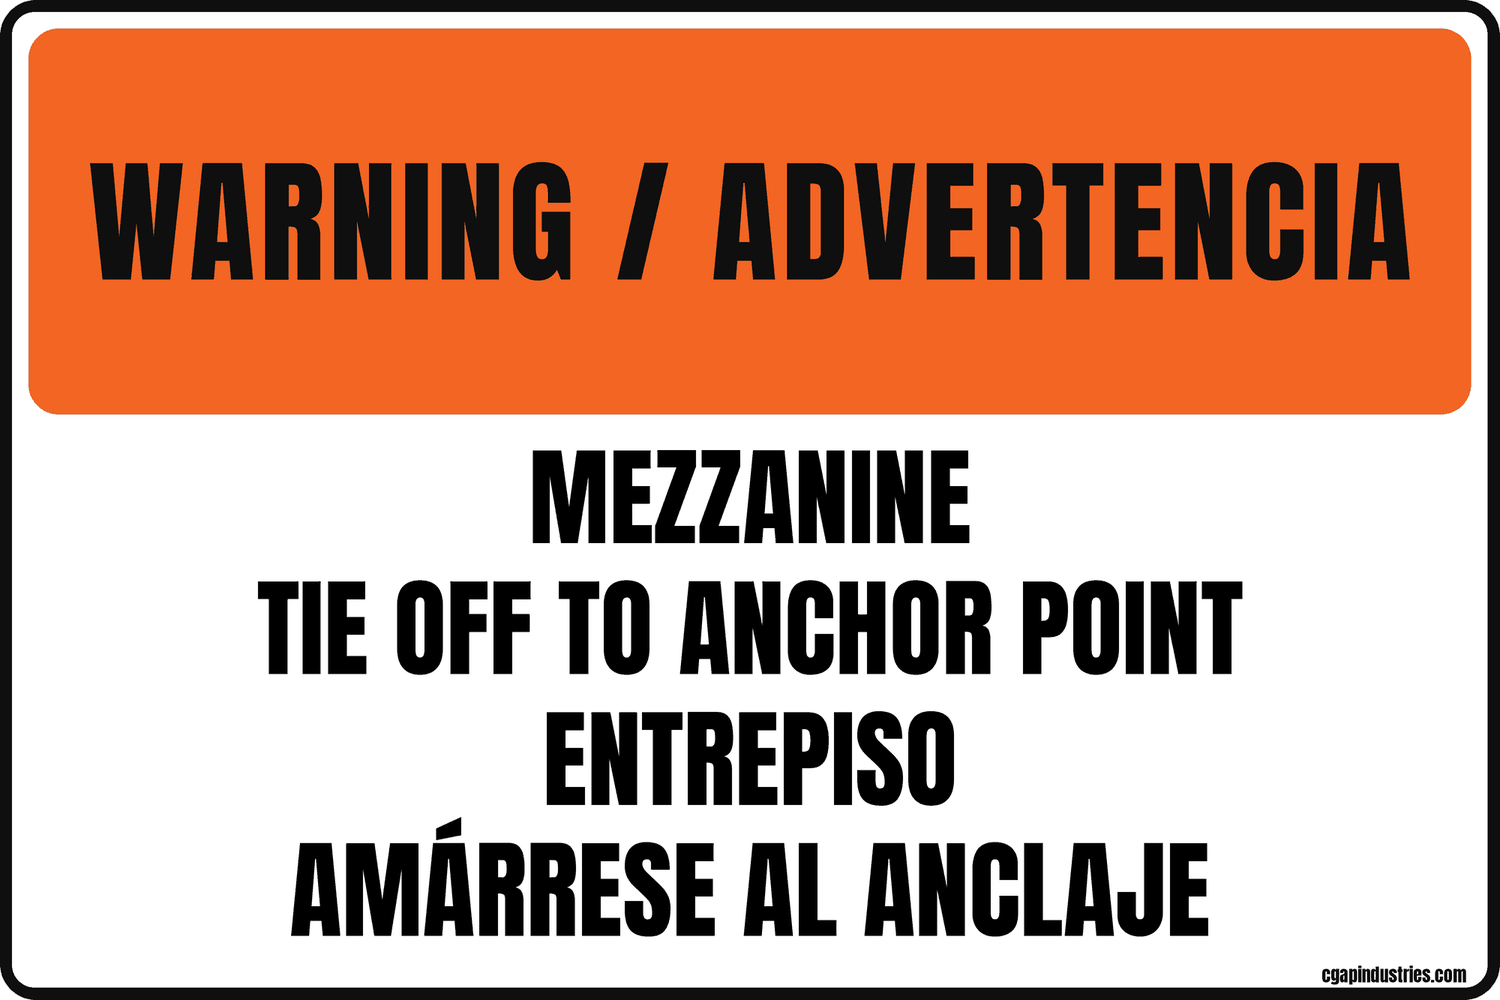 WARNING / ADVERTENCIA
MEZZANINE
TIE OFF TO ANCHOR POINT
ENTREPISO
AMÁRRESE AL ANCLAJE
cgapindustries.com